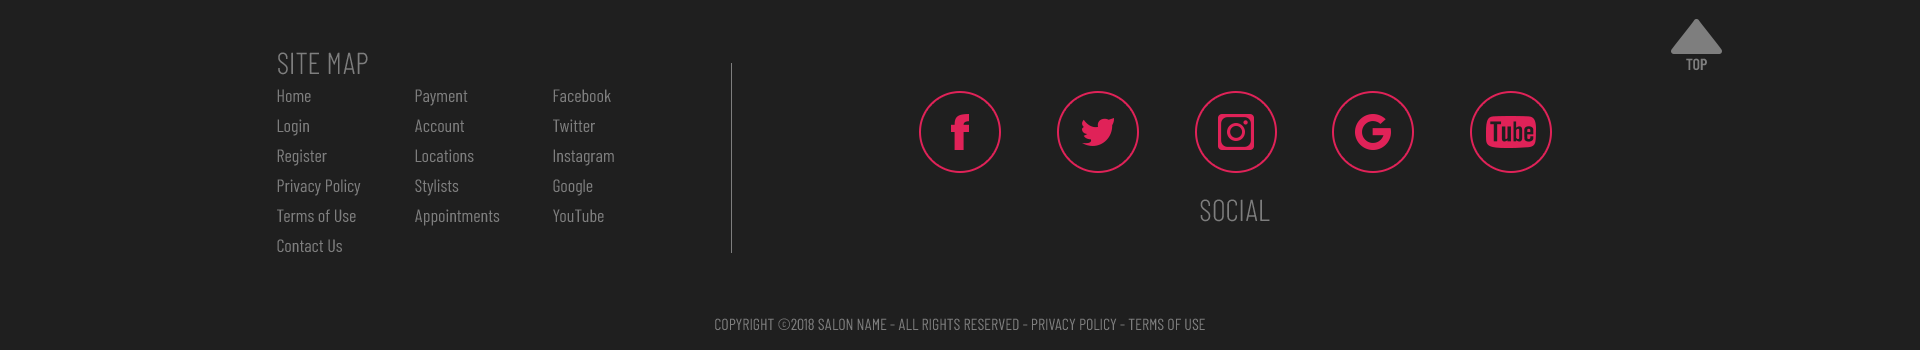 TOP
SITE MAP
Home
Login
Register
Privacy Policy
Terms of Use
Contact Us
Payment
Account
Locations
Stylists
Appointments
Facebook
Twitter
Instagram
Google
YouTube
f
G
Tube
SOCIAL
COPYRIGHT ©2018 SALON NAME - ALL RIGHTS RESERVED - PRIVACY POLICY - TERMS OF USE